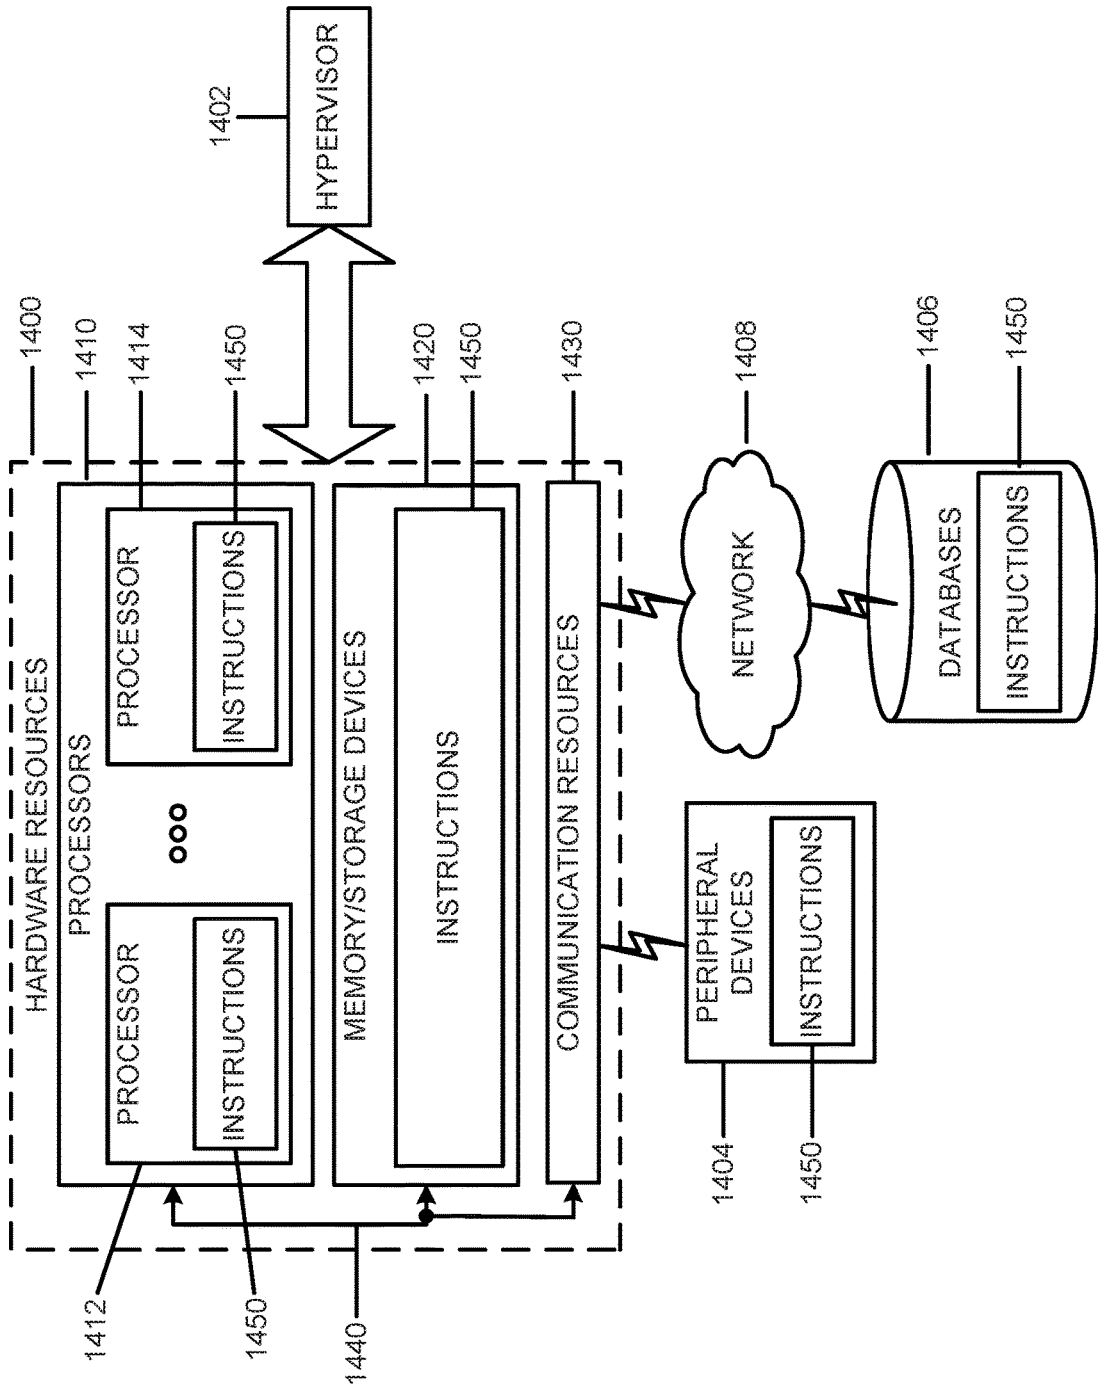 HARDWARE RESOURCES
1400
PROCESSORS
1410
PROCESSOR
1412
INSTRUCTIONS
1450
PROCESSOR
1414
INSTRUCTIONS
1450
HYPERVISOR
1402
MEMORY/STORAGE DEVICES
1420
INSTRUCTIONS
1450
COMMUNICATION RESOURCES
1430
1440
PERIPHERAL
DEVICES
1404
INSTRUCTIONS
1450
NETWORK
1408
DATABASES
1406
INSTRUCTIONS
1450